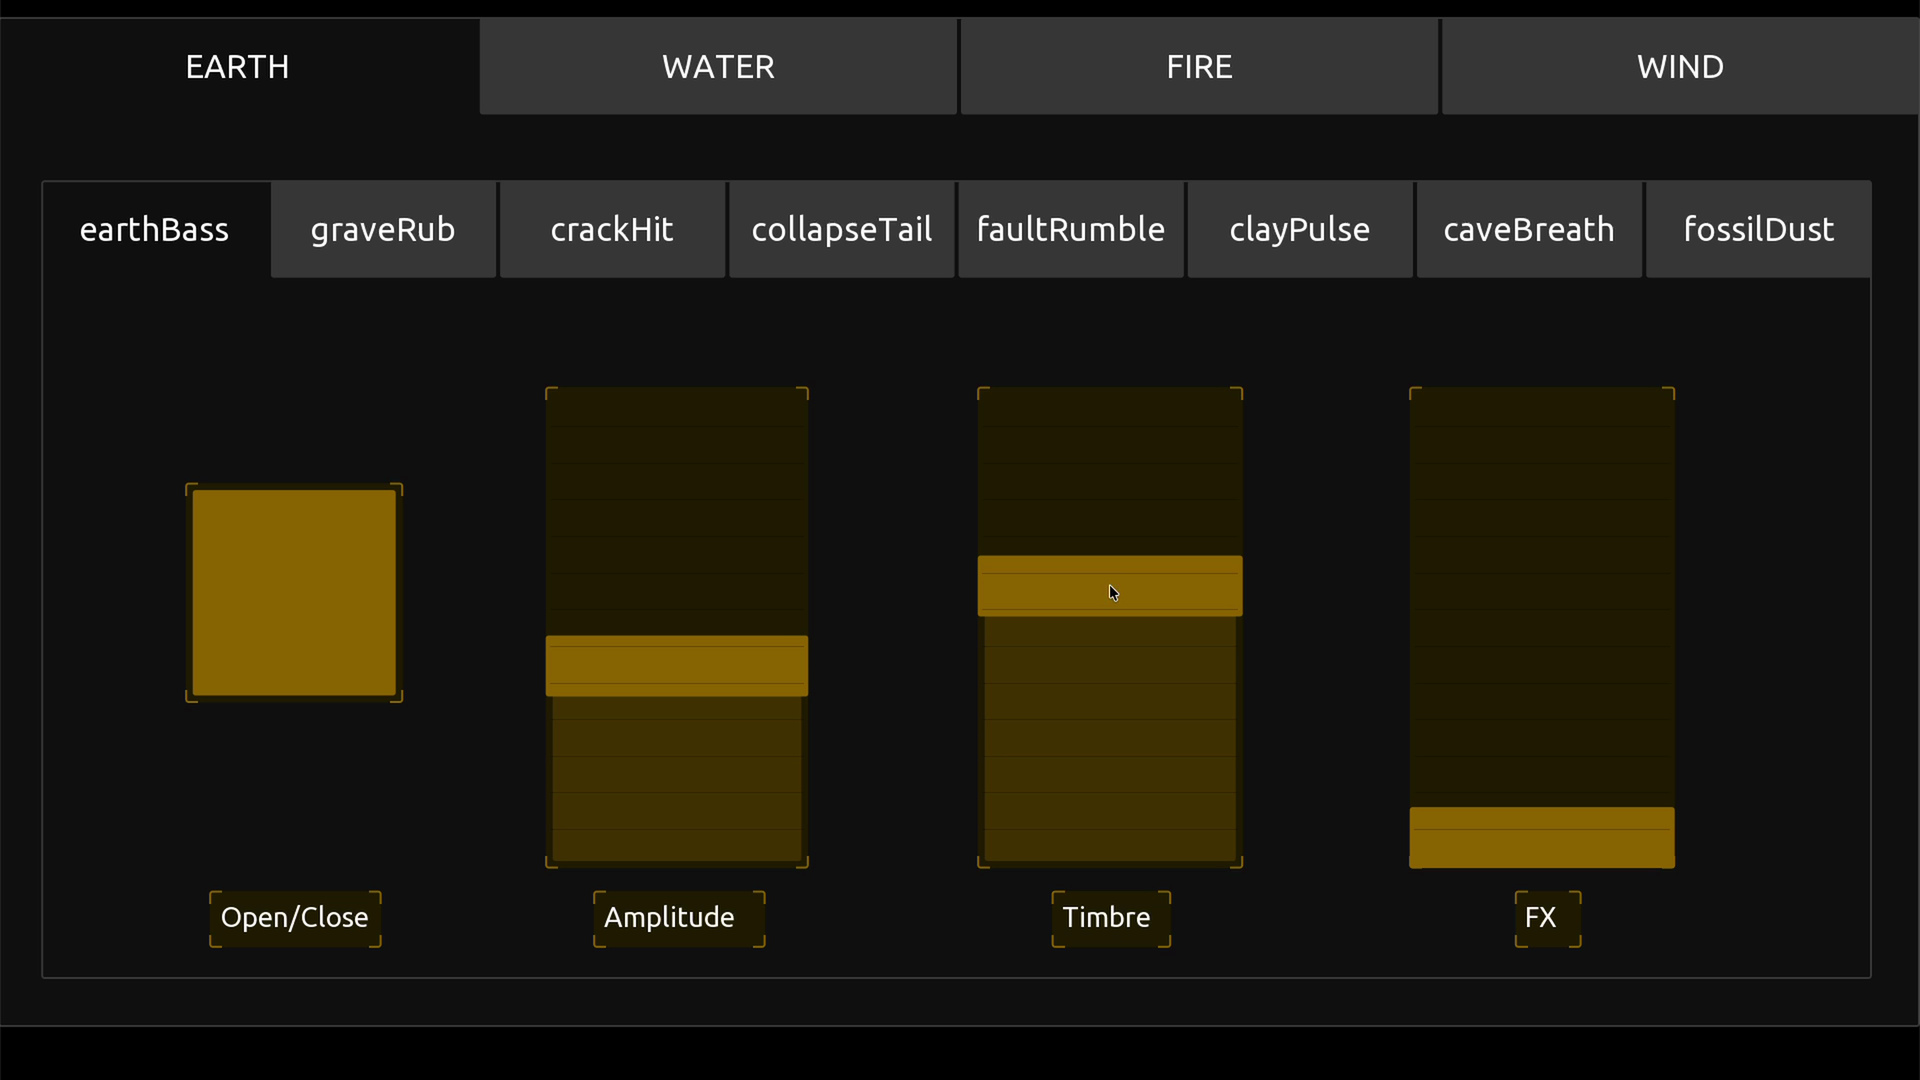 EARTH WATER FIRE WIND
earthBass graveRub crackHit collapseTail faultRumble clayPulse caveBreath fossilDust
Open/Close Amplitude Timbre FX